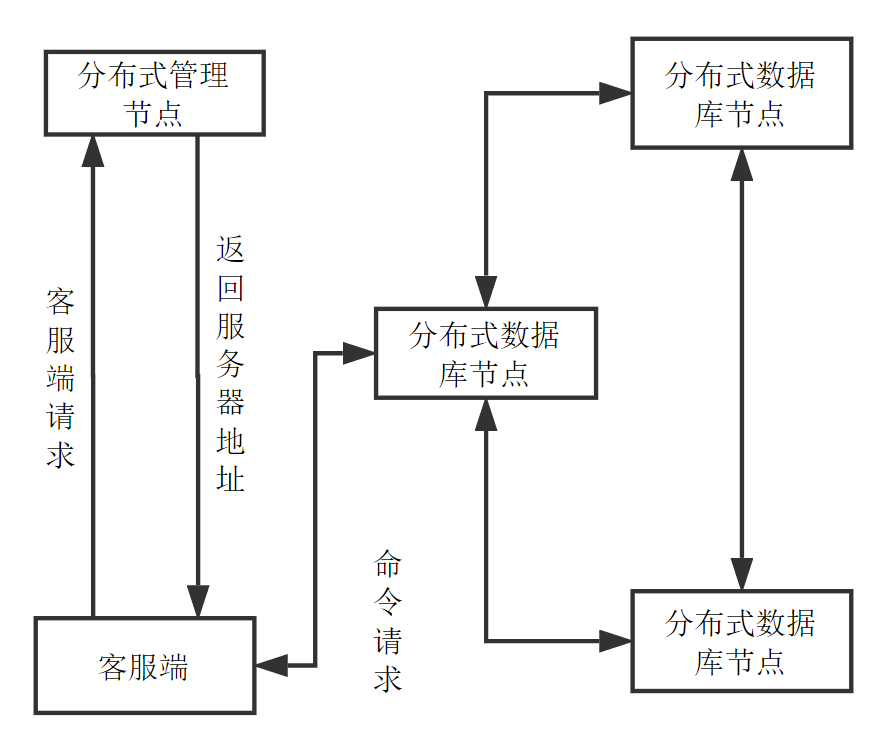 分布式管理
节点
分布式数据
库节点
返回服务器地址
客服端请求
分布式数据
库节点
命令请求
客服端
分布式数据
库节点